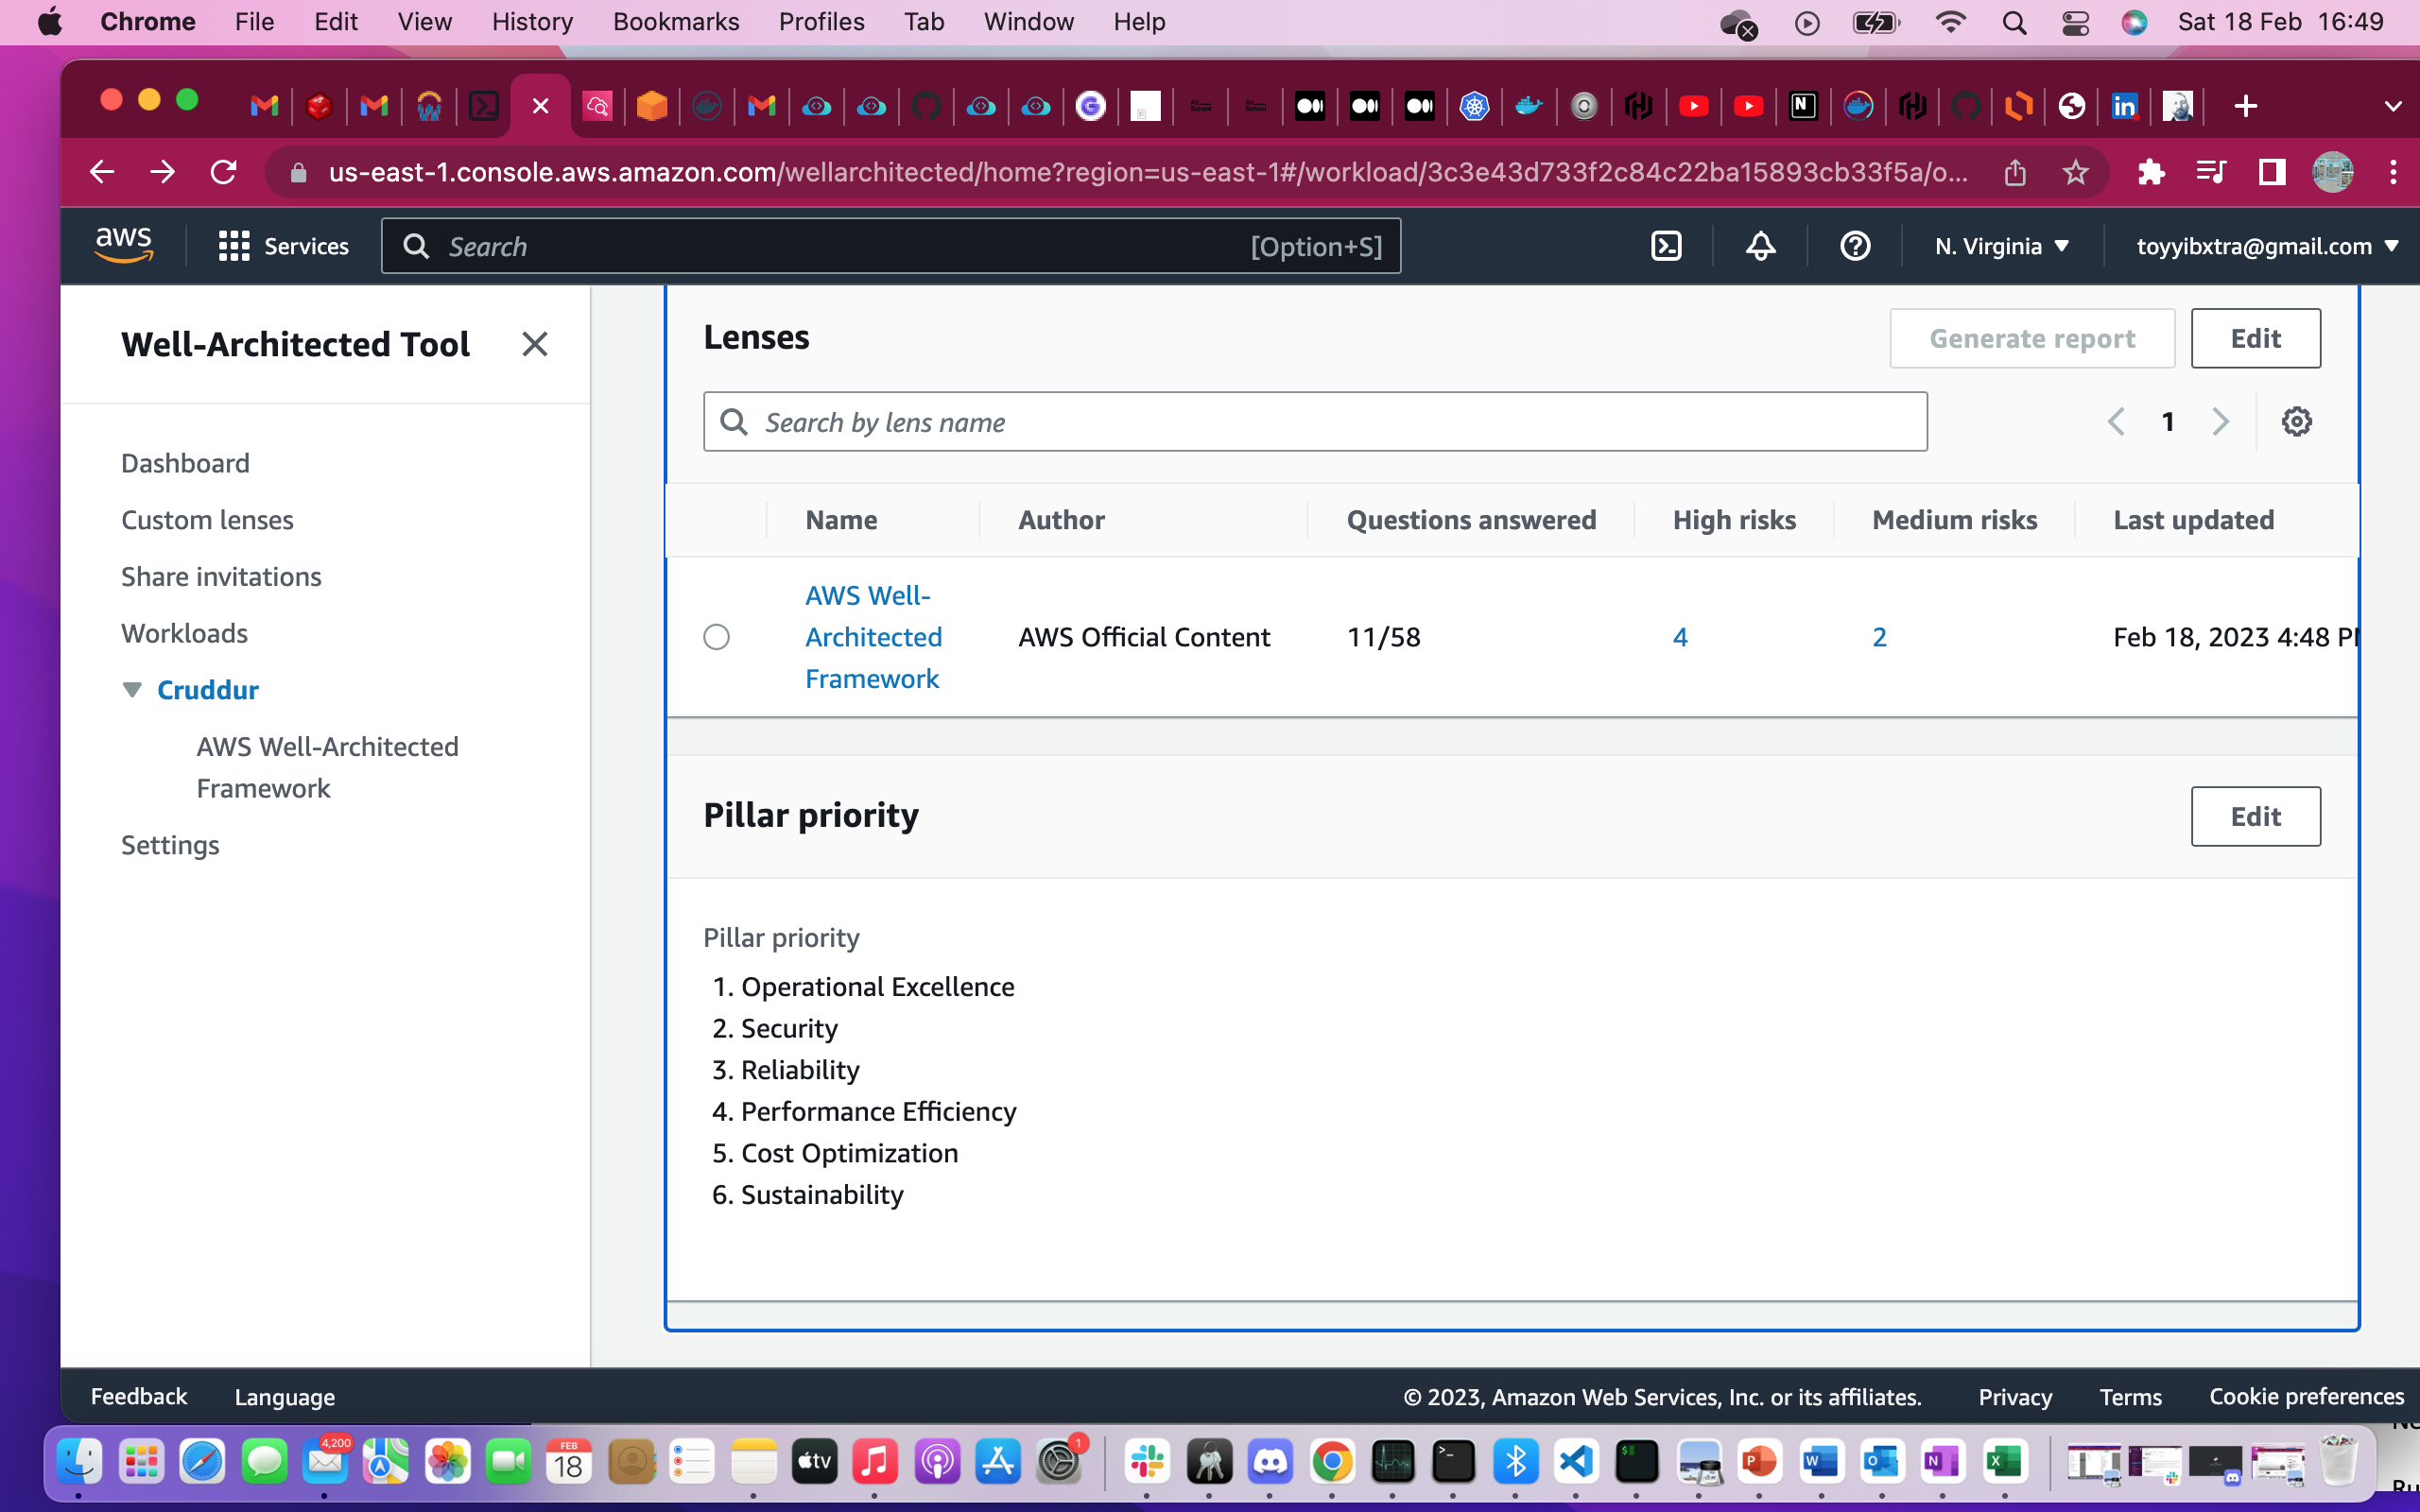 Chrome File Edit View History Bookmarks Profiles Tab Window Help Sat 18 Feb 16:49
us-east-1.console.aws.amazon.com/wellarchitected/home?region=us-east-1#/workload/3c3e43d733f2c84c22ba15893cb33f5a/o...
aws Services Search [Option+S] N. Virginia toyyibxtra@gmail.com
Well-Architected Tool
Dashboard
Custom lenses
Share invitations
Workloads
Cruddur
AWS Well-Architected
Framework
Settings
Lenses Generate report Edit
Search by lens name 1
Name Author Questions answered High risks Medium risks Last updated
AWS Well-
Architected
Framework
AWS Official Content 11/58 4 2 Feb 18, 2023 4:48 P
Pillar priority Edit
Pillar priority
1. Operational Excellence
2. Security
3. Reliability
4. Performance Efficiency
5. Cost Optimization
6. Sustainability
Feedback Language © 2023, Amazon Web Services, Inc. or its affiliates. Privacy Terms Cookie preferences
4,200
FEB
18
tv
1